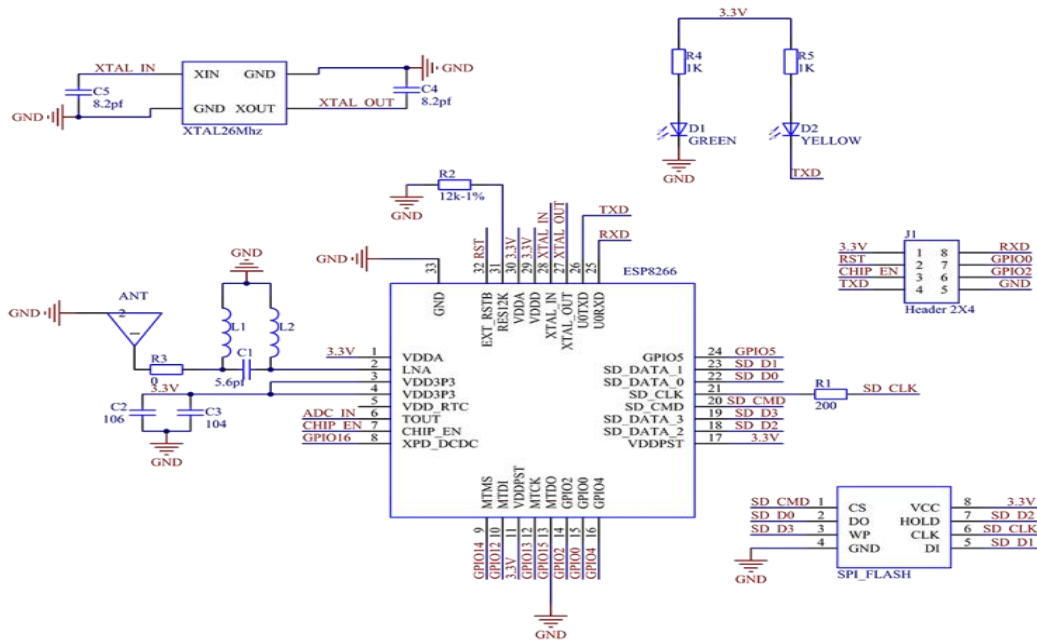 XTAL_IN
C5
8.2pf
GND
XIN
GND
GND
XOUT
XTAL26Mhz
XTAL_OUT
GND
C4
8.2pf
3.3V
R4
1K
R5
1K
D1
GREEN
D2
YELLOW
GND
TXD
R2
12k-1%
GND
RST
3.3V
3.3V
XTAL_IN
XTAL_OUT
TXD
RXD
GND
33
32
31
30
29
28
27
26
25
ESP8266
GND
EXT_RSTB
RES12K
VDDA
VDDD
XTAL_IN
XTAL_OUT
U0TXD
U0RXD
J1
3.3V 1 8 RXD
RST 2 7 GPIO0
CHIP_EN 3 6 GPIO2
TXD 4 5 GND
Header 2X4
GND
ANT
2
1
GND
L1
L2
C1
5.6pf
R3
0
3.3V
C2
106
C3
104
GND
3.3V 1 VDDA
2 LNA
3 VDD3P3
4 VDD3P3
5 VDD_RTC
ADC_IN 6 TOUT
CHIP_EN 7 CHIP_EN
GPIO16 8 XPD_DCDC
GPIO5 24 GPIO5
SD_DATA_1 23 SD_D1
SD_DATA_0 22 SD_D0
SD_CLK 21
R1
200
SD_CLK
SD_CMD 20 SD_CMD
SD_DATA_3 19 SD_D3
SD_DATA_2 18 SD_D2
VDDPST 17 3.3V
MTMS
MTDI
VDDPST
MTCK
MTDO
GPIO2
GPIO0
GPIO4
9
10
11
12
13
14
15
16
GPIO14
GPIO12
3.3V
GPIO13
GPIO15
GPIO2
GPIO0
GPIO4
GND
SD_CMD 1 CS VCC 8 3.3V
SD_D0 2 DO HOLD 7 SD_D2
SD_D3 3 WP CLK 6 SD_CLK
4 GND DI 5 SD_D1
GND
SPI_FLASH